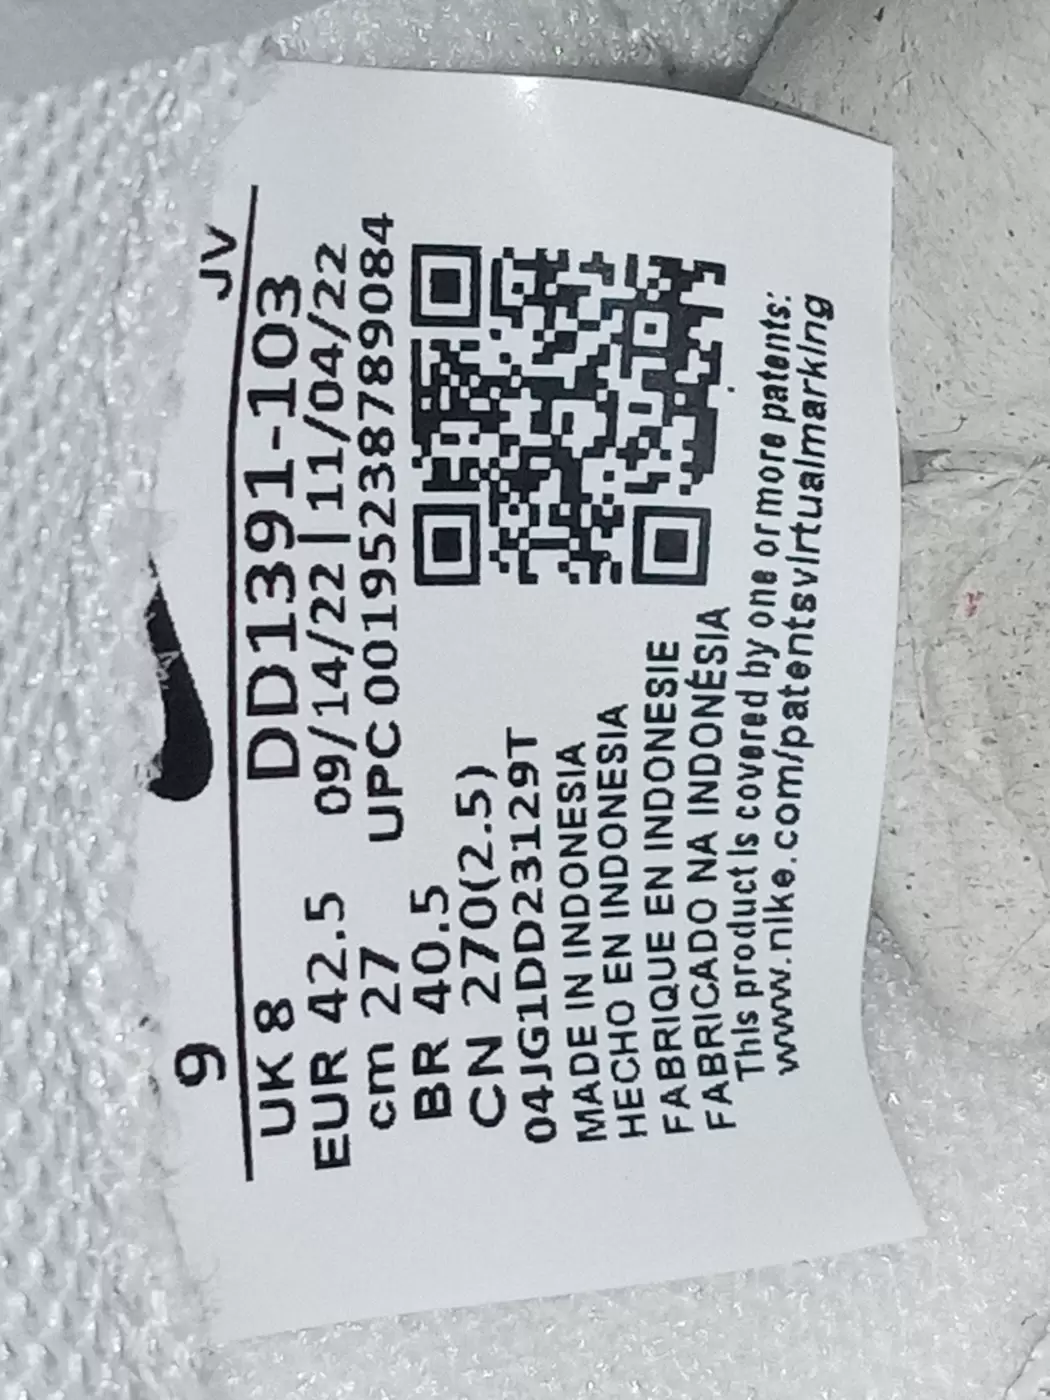 9 JV
UK 8 DD1391-103
EUR 42.5 09/14/22 | 11/04/22
cm 27 UPC 00195238789084
BR 40.5
CN 270(2.5)
04JG1DD23129T
MADE IN INDONESIA
HECHO EN INDONESIA
FABRIQUE EN INDONESIE
FABRICADO NA INDONÉSIA
This product is covered by one or more patents:
www.nike.com/patentsvirtualmarking